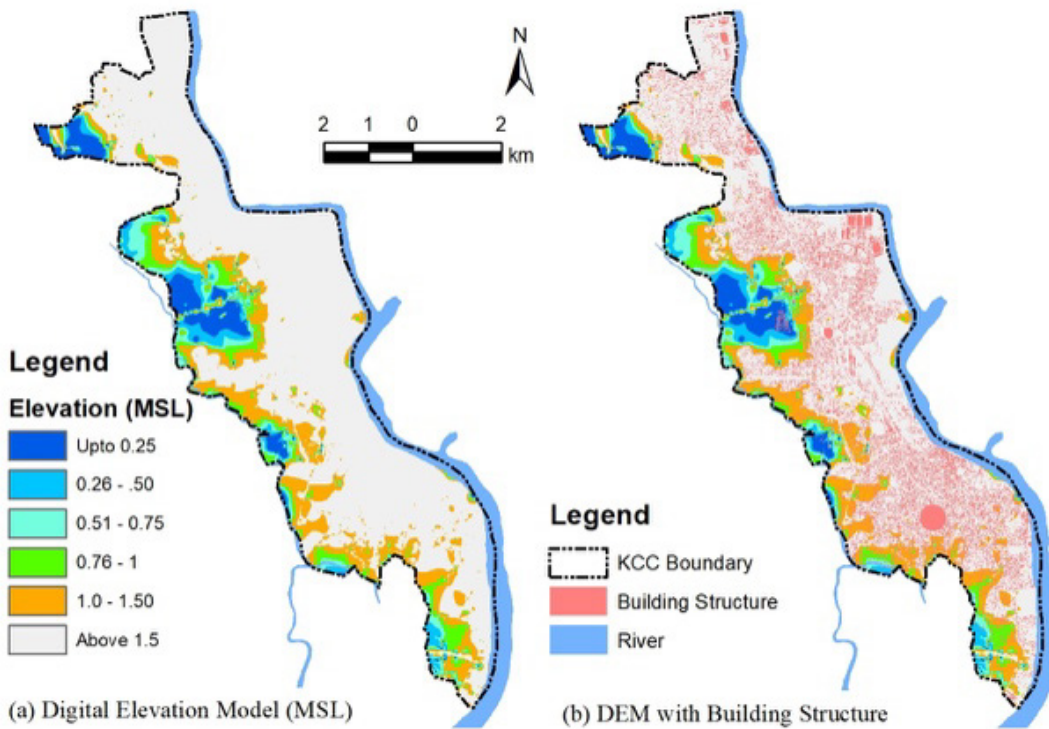 N
2 1 0 2
km
Legend
Elevation (MSL)
Upto 0.25
0.26 - .50
0.51 - 0.75
0.76 - 1
1.0 - 1.50
Above 1.5
(a) Digital Elevation Model (MSL)
Legend
KCC Boundary
Building Structure
River
(b) DEM with Building Structure